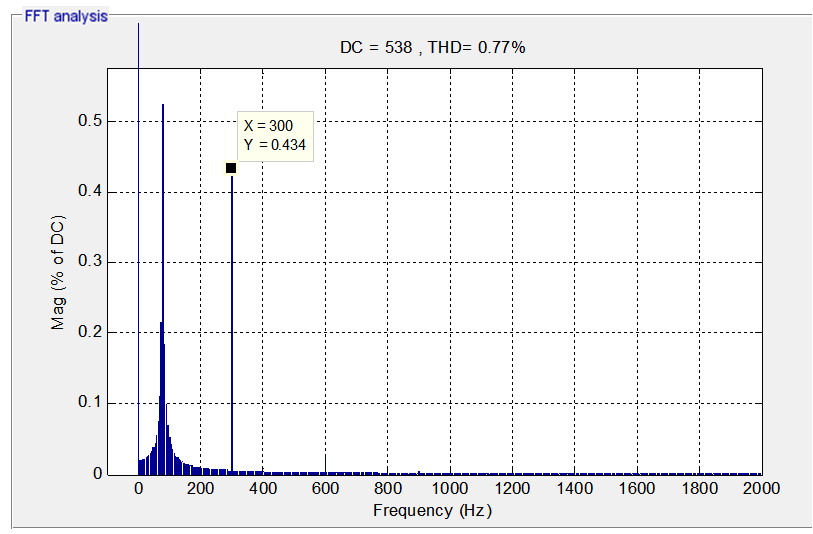 FFT analysis
DC = 538 , THD= 0.77%
X = 300
Y = 0.434
0.5
0.4
0.3
0.2
0.1
0
Mag (% of DC)
0 200 400 600 800 1000 1200 1400 1600 1800 2000
Frequency (Hz)